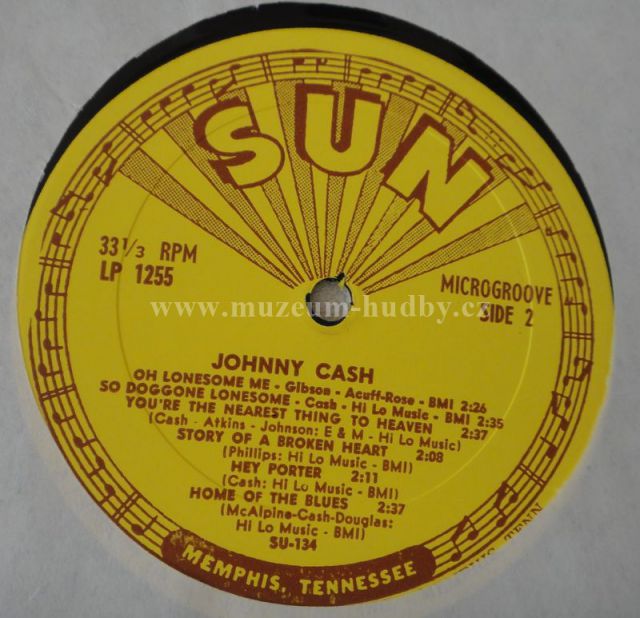 SUN
33 1/3 RPM
LP 1255
MICROGROOVE
SIDE 2
www.muzeum-hudby.cz
JOHNNY CASH
OH LONESOME ME - Gibson - Acuff-Rose - BMI 2:26
SO DOGGONE LONESOME - Cash - Hi Lo Music - BMI 2:35
YOU'RE THE NEAREST THING TO HEAVEN 2:37
(Cash - Atkins - Johnson: E & M - Hi Lo Music)
STORY OF A BROKEN HEART 2:08
(Phillips: Hi Lo Music - BMI)
HEY PORTER 2:11
(Cash: Hi Lo Music - BMI)
HOME OF THE BLUES 2:37
(McAlpine-Cash-Douglas:
Hi Lo Music - BMI)
SU-134
MEMPHIS, TENNESSEE
TENN